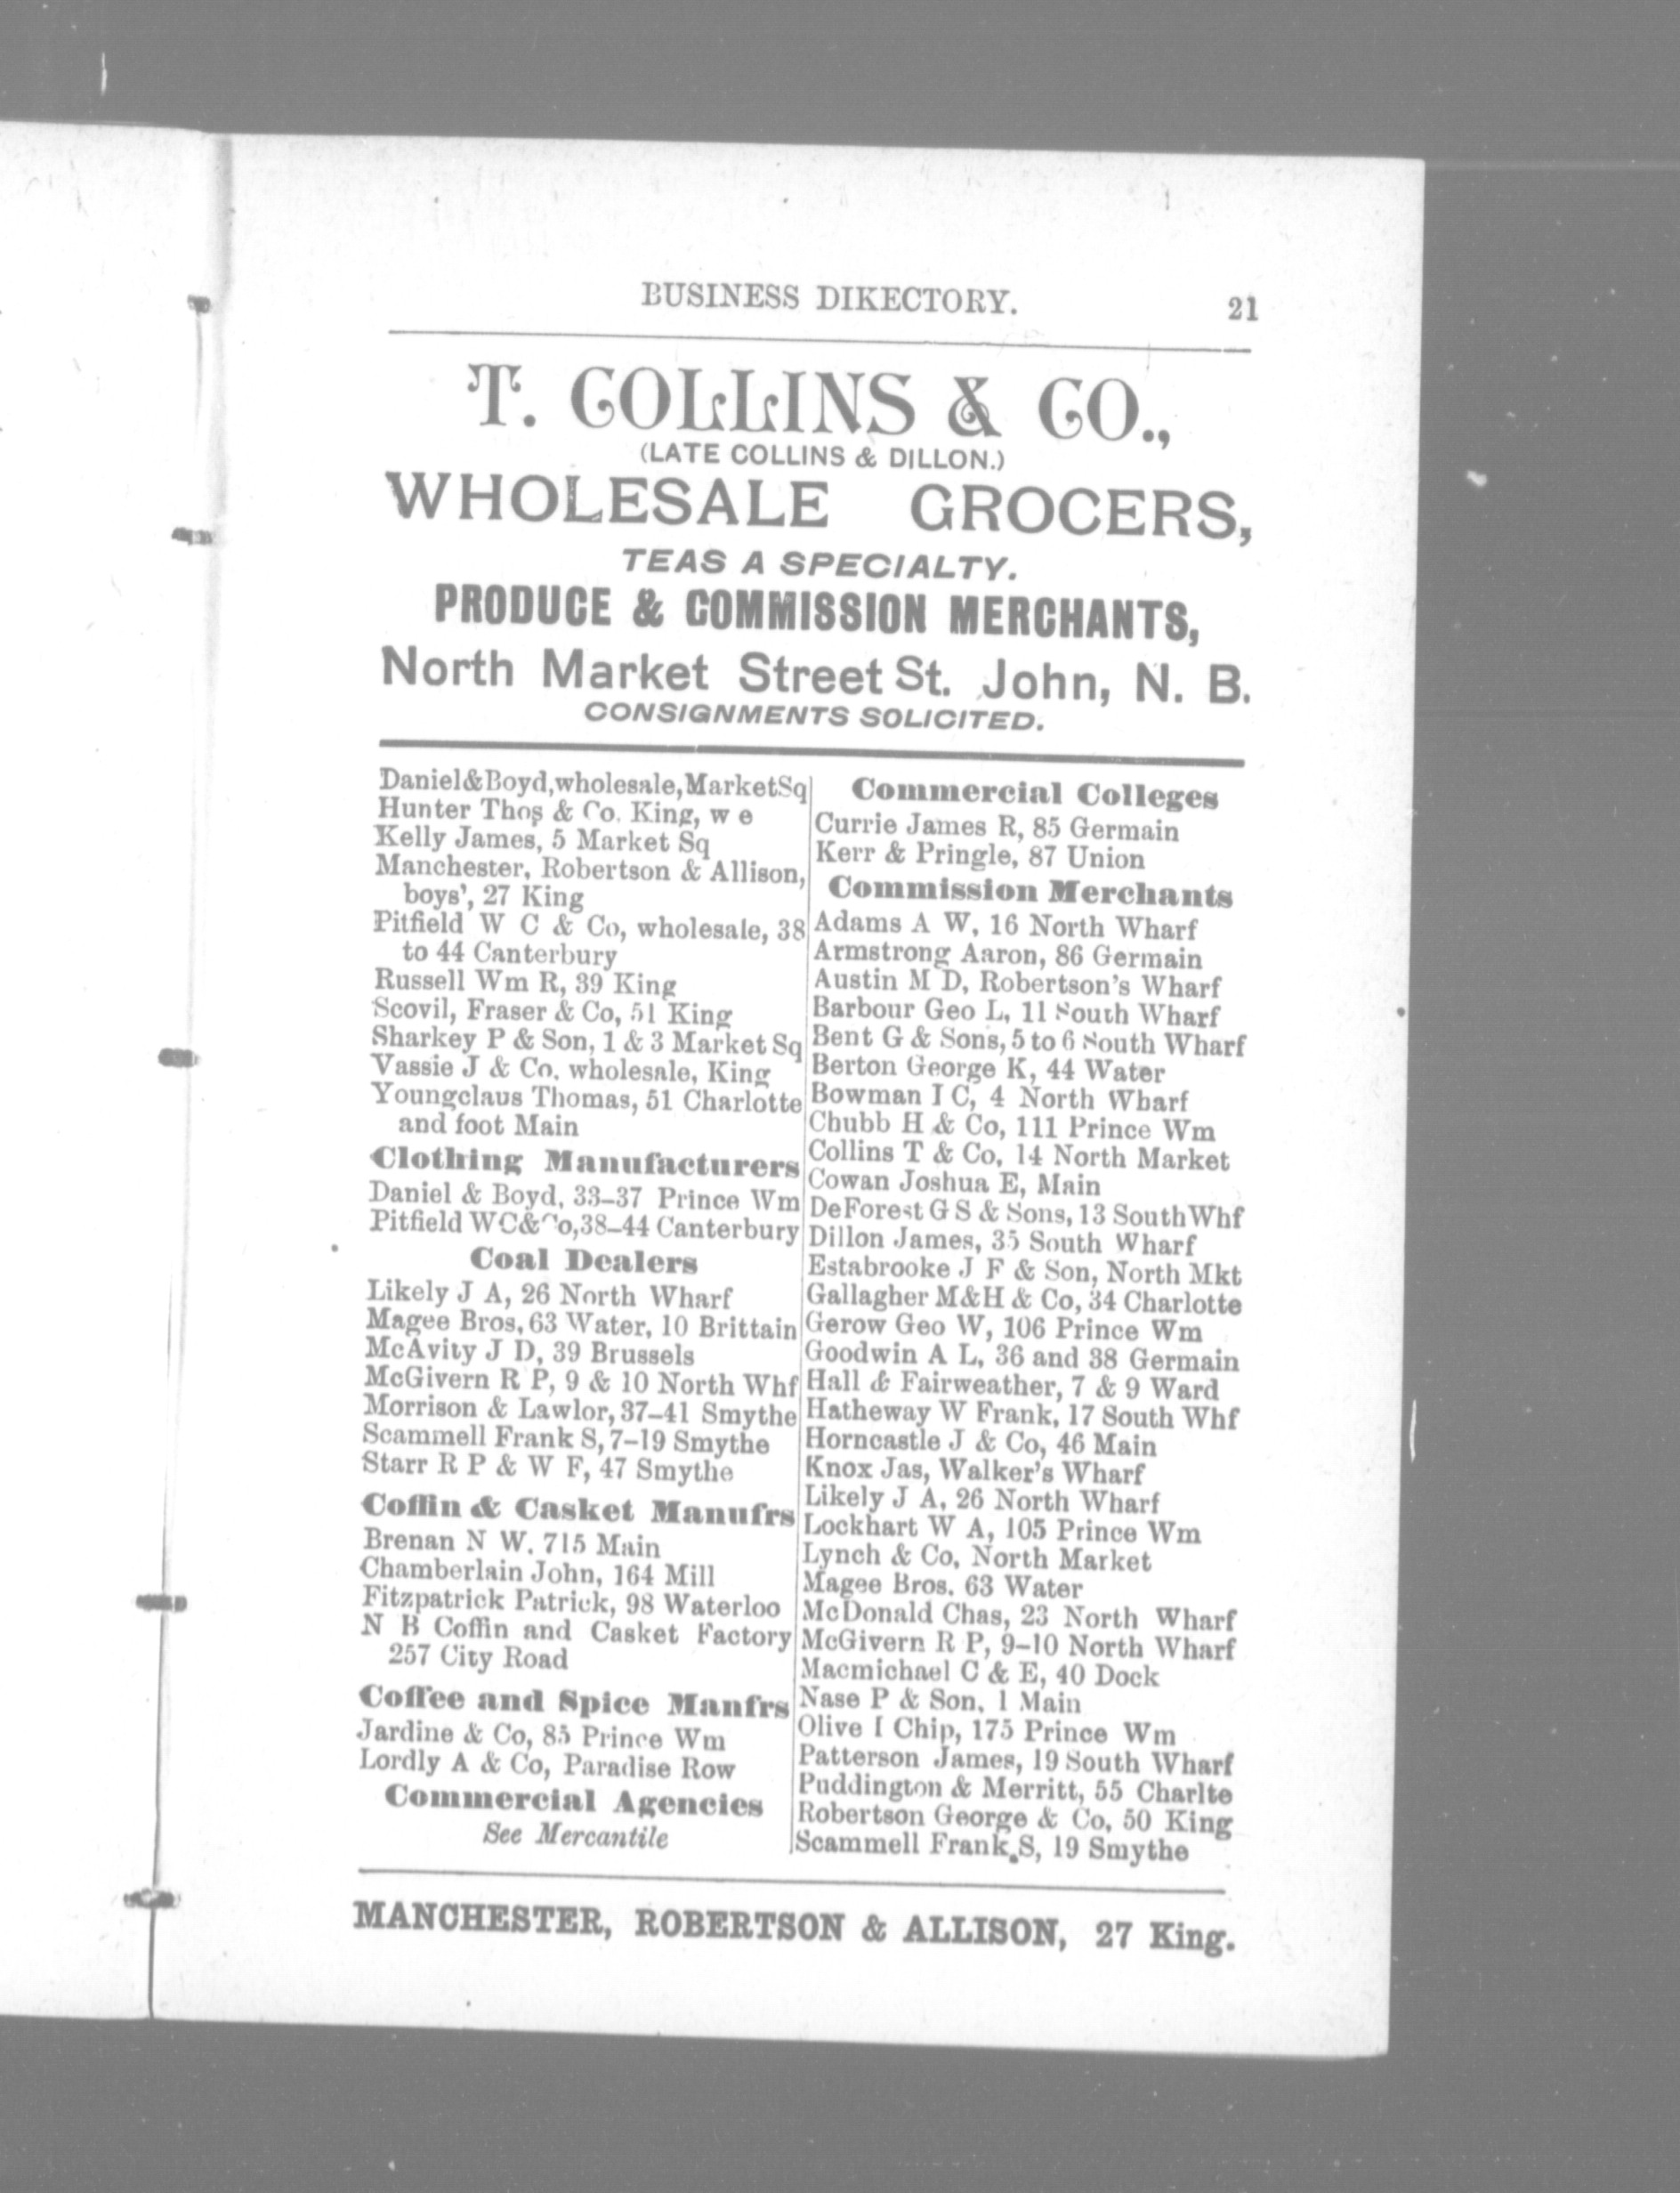 BUSINESS DIKECTORY. 21
T. COLLINS & CO.,
(LATE COLLINS & DILLON.)
WHOLESALE GROCERS,
TEAS A SPECIALTY.
PRODUCE & COMMISSION MERCHANTS,
North Market Street St. John, N. B.
CONSIGNMENTS SOLICITED.
Daniel&Boyd,wholesale,MarketSq
Hunter Thos & Co. King, w e
Kelly James, 5 Market Sq
Manchester, Robertson & Allison,
boys', 27 King
Pitfield W C & Co, wholesale, 38
to 44 Canterbury
Russell Wm R, 39 King
Scovil, Fraser & Co, 51 King
Sharkey P & Son, 1 & 3 Market Sq
Vassie J & Co. wholesale, King
Youngclaus Thomas, 51 Charlotte
and foot Main
Clothing Manufacturers
Daniel & Boyd, 33-37 Prince Wm
Pitfield WC&Co,38-44 Canterbury
Coal Dealers
Likely J A, 26 North Wharf
Magee Bros, 63 Water, 10 Brittain
McAvity J D, 39 Brussels
McGivern R P, 9 & 10 North Whf
Morrison & Lawlor, 37-41 Smythe
Scammell Frank S, 7-19 Smythe
Starr R P & W F, 47 Smythe
Coffin & Casket Manufrs
Brenan N W. 715 Main
Chamberlain John, 164 Mill
Fitzpatrick Patrick, 98 Waterloo
N B Coffin and Casket Factory
257 City Road
Coffee and Spice Manfrs
Jardine & Co, 85 Prince Wm
Lordly A & Co, Paradise Row
Commercial Agencies
See Mercantile
Commercial Colleges
Currie James R, 85 Germain
Kerr & Pringle, 87 Union
Commission Merchants
Adams A W, 16 North Wharf
Armstrong Aaron, 86 Germain
Austin M D, Robertson's Wharf
Barbour Geo L, 11 South Wharf
Bent G & Sons, 5 to 6 South Wharf
Berton George K, 44 Water
Bowman I C, 4 North Wharf
Chubb H & Co, 111 Prince Wm
Collins T & Co, 14 North Market
Cowan Joshua E, Main
DeForest G S & Sons, 13 SouthWhf
Dillon James, 35 South Wharf
Estabrooke J F & Son, North Mkt
Gallagher M&H & Co, 34 Charlotte
Gerow Geo W, 106 Prince Wm
Goodwin A L, 36 and 38 Germain
Hall & Fairweather, 7 & 9 Ward
Hatheway W Frank, 17 South Whf
Horncastle J & Co, 46 Main
Knox Jas, Walker's Wharf
Likely J A, 26 North Wharf
Lockhart W A, 105 Prince Wm
Lynch & Co, North Market
Magee Bros. 63 Water
McDonald Chas, 23 North Wharf
McGivern R P, 9-10 North Wharf
Macmichael C & E, 40 Dock
Nase P & Son, 1 Main
Olive I Chip, 175 Prince Wm
Patterson James, 19 South Wharf
Puddington & Merritt, 55 Charlte
Robertson George & Co, 50 King
Scammell Frank S, 19 Smythe
MANCHESTER, ROBERTSON & ALLISON, 27 King.